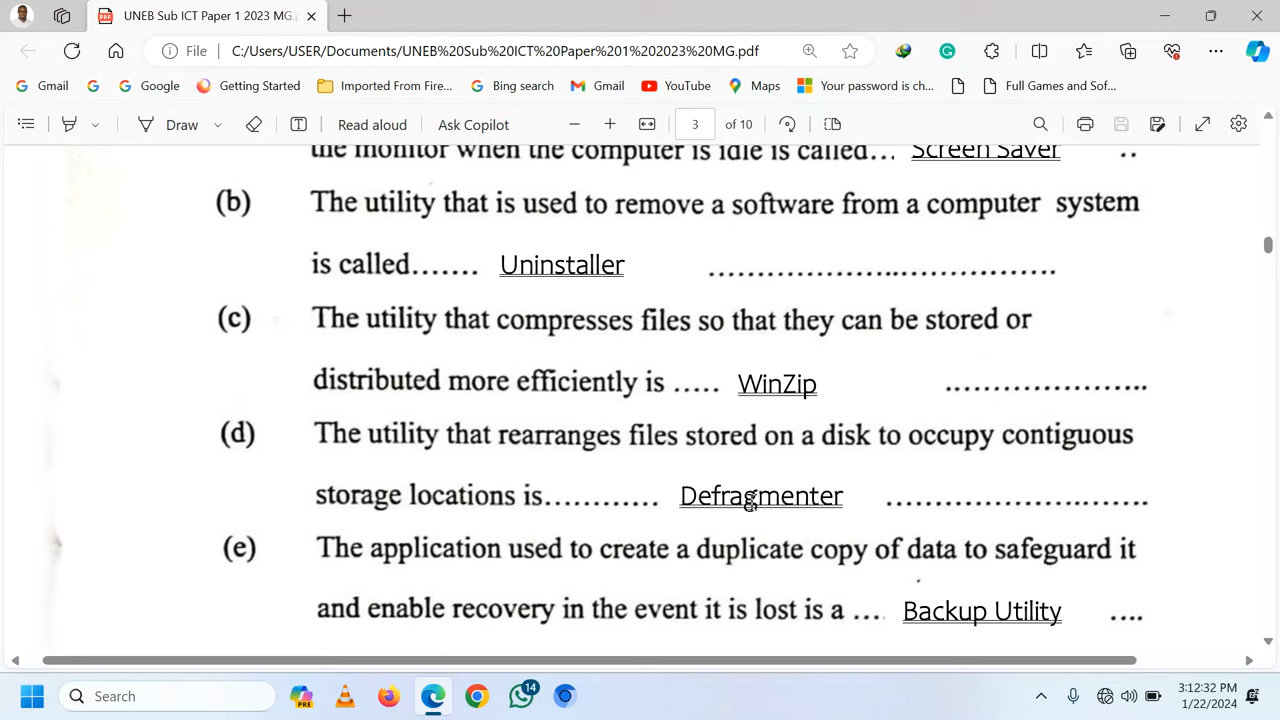 UNEB Sub ICT Paper 1 2023 MG.p
File C:/Users/USER/Documents/UNEB%20Sub%20ICT%20Paper%201%202023%20MG.pdf
Gmail Google Getting Started Imported From Fire... Bing search Gmail YouTube Maps Your password is ch... Full Games and Sof...
Draw Read aloud Ask Copilot 3 of 10
the monitor when the computer is idle is called... Screen Saver ..
(b) The utility that is used to remove a software from a computer system
is called....... Uninstaller ......................................
(c) The utility that compresses files so that they can be stored or
distributed more efficiently is ..... WinZip ......................
(d) The utility that rearranges files stored on a disk to occupy contiguous
storage locations is............ Defragmenter .............................
(e) The application used to create a duplicate copy of data to safeguard it
and enable recovery in the event it is lost is a .... Backup Utility ....
Search PRE 14 3:12:32 PM
1/22/2024